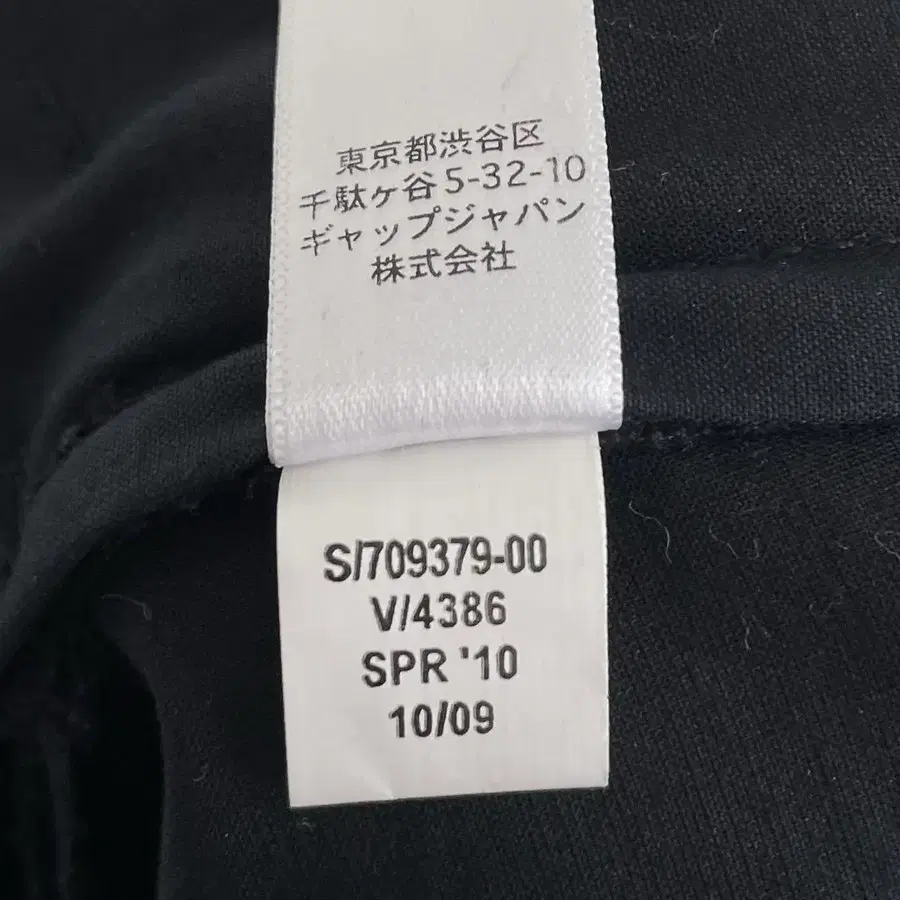 東京都渋谷区
千駄ヶ谷5-32-10
ギャップジャパン
株式会社
S/709379-00
V/4386
SPR '10
10/09